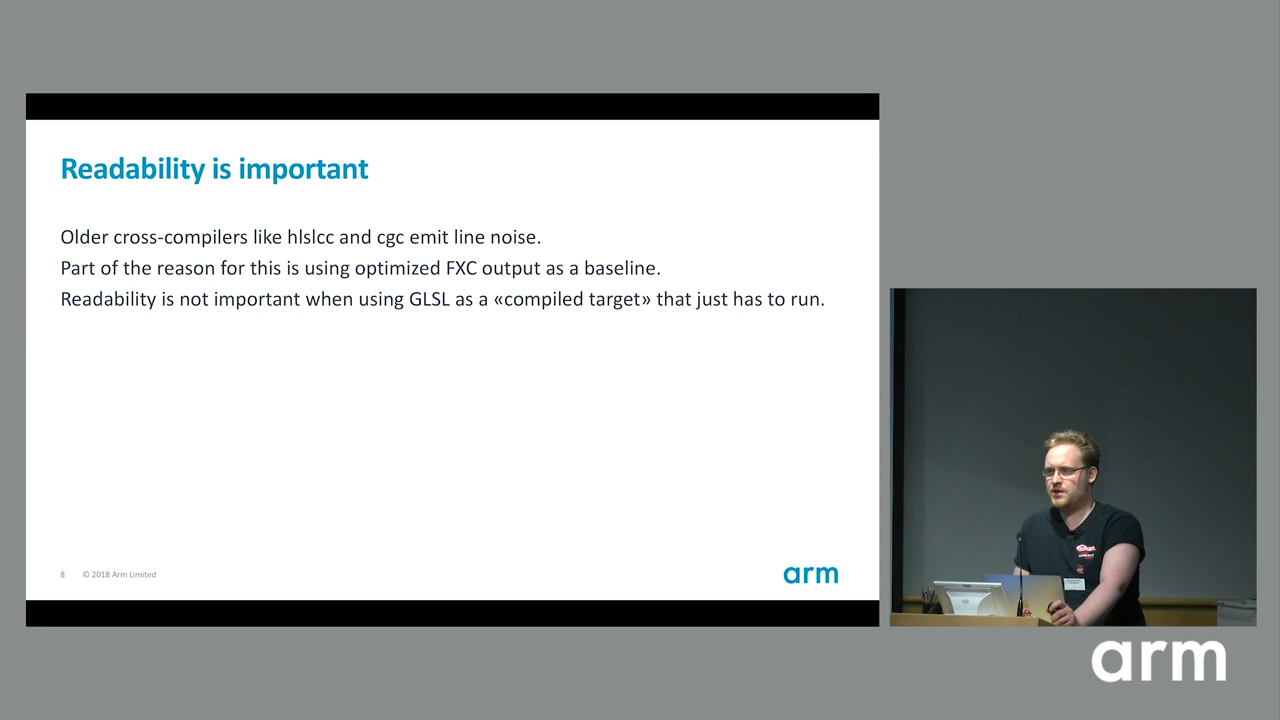 Readability is important
Older cross-compilers like hlslcc and cgc emit line noise.
Part of the reason for this is using optimized FXC output as a baseline.
Readability is not important when using GLSL as a «compiled target» that just has to run.
8 © 2018 Arm Limited
arm
Vulkan
arm